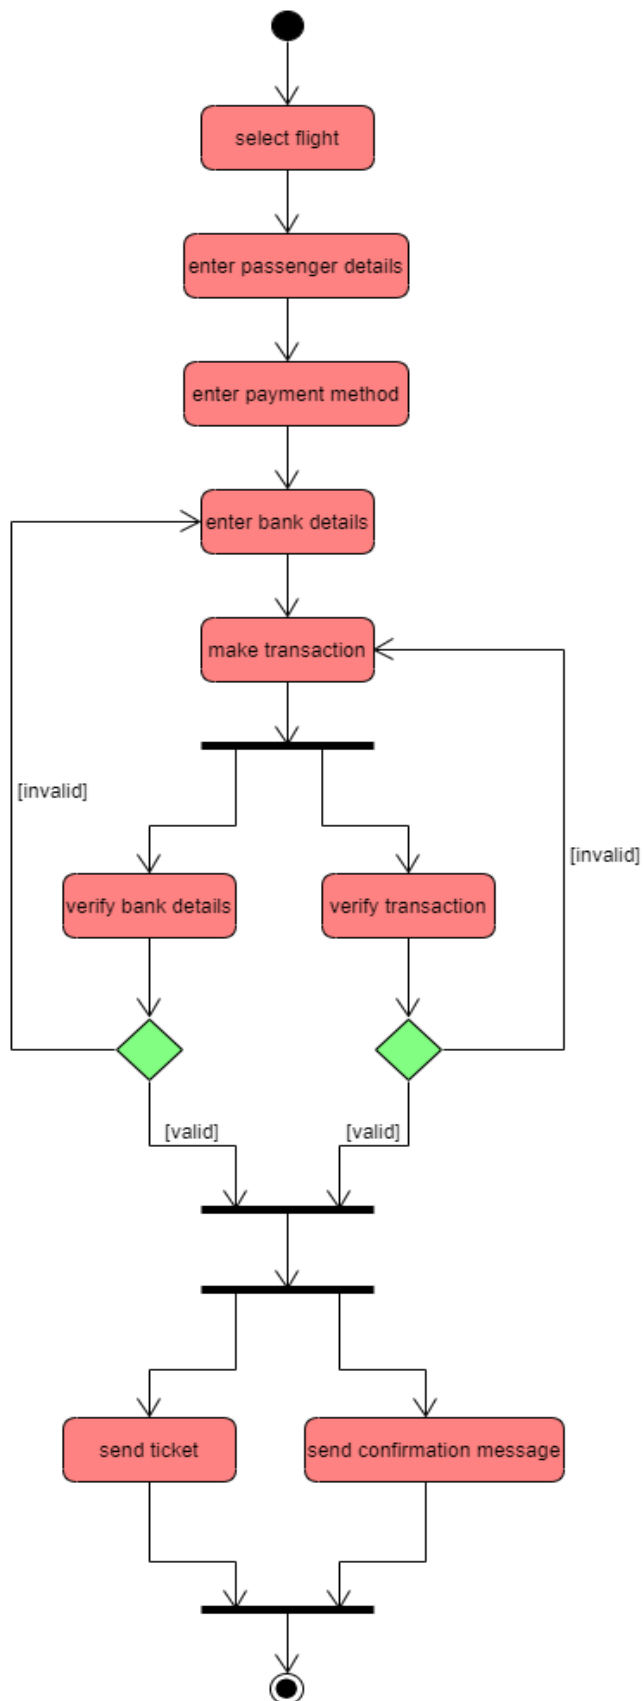 select flight
enter passenger details
enter payment method
enter bank details
make transaction
[invalid]
[invalid]
verify bank details
verify transaction
[valid]
[valid]
send ticket
send confirmation message